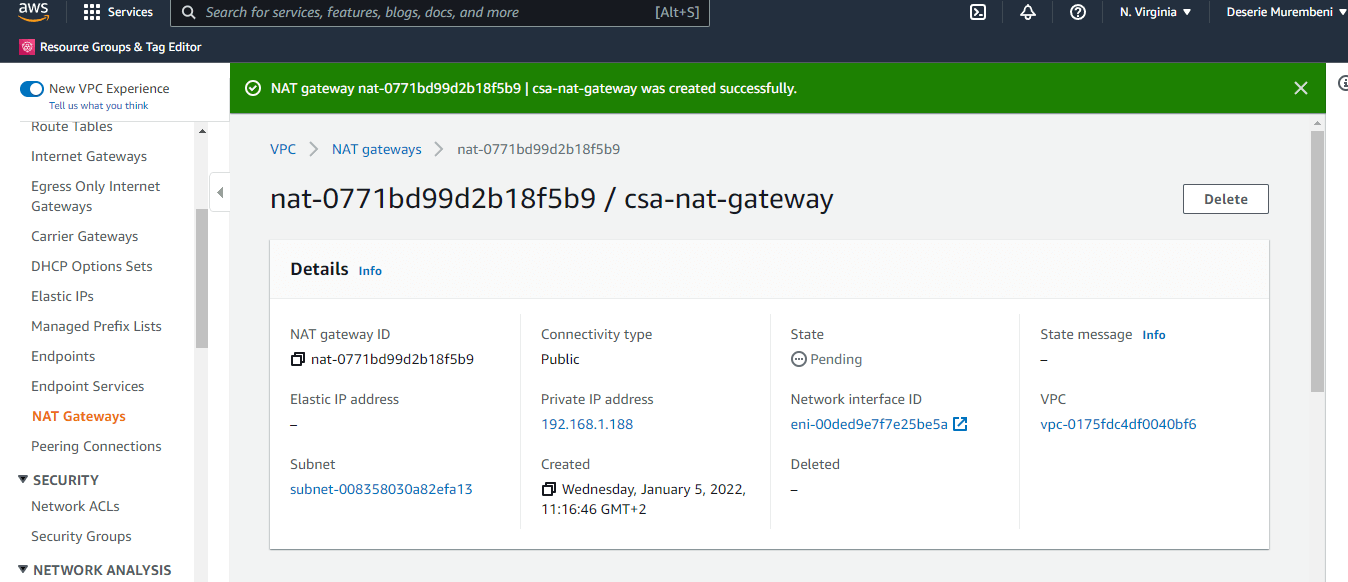 aws
Services
Search for services, features, blogs, docs, and more
[Alt+S]
N. Virginia
Deserie Murembeni
Resource Groups & Tag Editor
New VPC Experience
Tell us what you think
Route Tables
Internet Gateways
Egress Only Internet
Gateways
Carrier Gateways
DHCP Options Sets
Elastic IPs
Managed Prefix Lists
Endpoints
Endpoint Services
NAT Gateways
Peering Connections
SECURITY
Network ACLs
Security Groups
NETWORK ANALYSIS
NAT gateway nat-0771bd99d2b18f5b9 | csa-nat-gateway was created successfully.
VPC > NAT gateways > nat-0771bd99d2b18f5b9
nat-0771bd99d2b18f5b9 / csa-nat-gateway
Delete
Details Info
NAT gateway ID
nat-0771bd99d2b18f5b9
Connectivity type
Public
State
Pending
State message Info
–
Elastic IP address
–
Private IP address
192.168.1.188
Network interface ID
eni-00ded9e7f7e25be5a
VPC
vpc-0175fdc4df0040bf6
Subnet
subnet-008358030a82efa13
Created
Wednesday, January 5, 2022,
11:16:46 GMT+2
Deleted
–